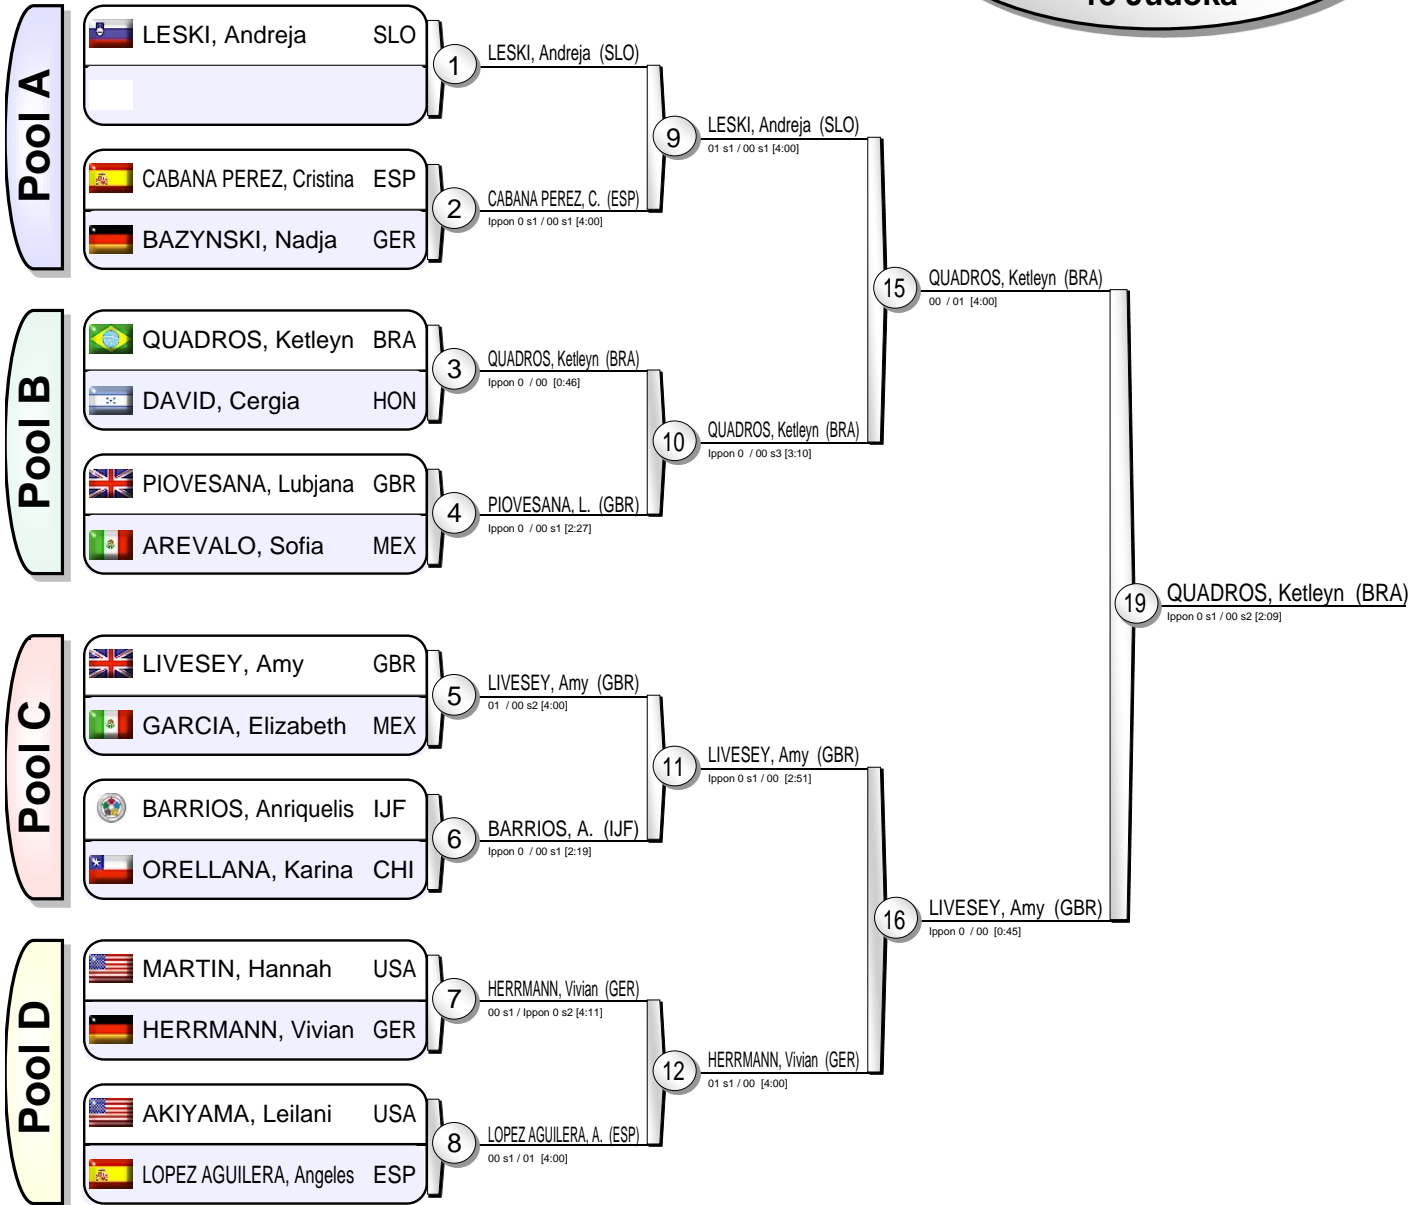 15 Judoka
Pool A
LESKI, Andreja SLO
CABANA PEREZ, Cristina ESP
BAZYNSKI, Nadja GER
Pool B
QUADROS, Ketleyn BRA
DAVID, Cergia HON
PIOVESANA, Lubjana GBR
AREVALO, Sofia MEX
Pool C
LIVESEY, Amy GBR
GARCIA, Elizabeth MEX
BARRIOS, Anriquelis IJF
ORELLANA, Karina CHI
Pool D
MARTIN, Hannah USA
HERRMANN, Vivian GER
AKIYAMA, Leilani USA
LOPEZ AGUILERA, Angeles ESP
1
LESKI, Andreja (SLO)
2
CABANA PEREZ, C. (ESP)
Ippon 0 s1 / 00 s1 [4:00]
3
QUADROS, Ketleyn (BRA)
Ippon 0 / 00 [0:46]
4
PIOVESANA, L. (GBR)
Ippon 0 / 00 s1 [2:27]
5
LIVESEY, Amy (GBR)
01 / 00 s2 [4:00]
6
BARRIOS, A. (IJF)
Ippon 0 / 00 s1 [2:19]
7
HERRMANN, Vivian (GER)
00 s1 / Ippon 0 s2 [4:11]
8
LOPEZ AGUILERA, A. (ESP)
00 s1 / 01 [4:00]
9
LESKI, Andreja (SLO)
01 s1 / 00 s1 [4:00]
10
QUADROS, Ketleyn (BRA)
Ippon 0 / 00 s3 [3:10]
11
LIVESEY, Amy (GBR)
Ippon 0 s1 / 00 [2:51]
12
HERRMANN, Vivian (GER)
01 s1 / 00 [4:00]
15
QUADROS, Ketleyn (BRA)
00 / 01 [4:00]
16
LIVESEY, Amy (GBR)
Ippon 0 / 00 [0:45]
19
QUADROS, Ketleyn (BRA)
Ippon 0 s1 / 00 s2 [2:09]